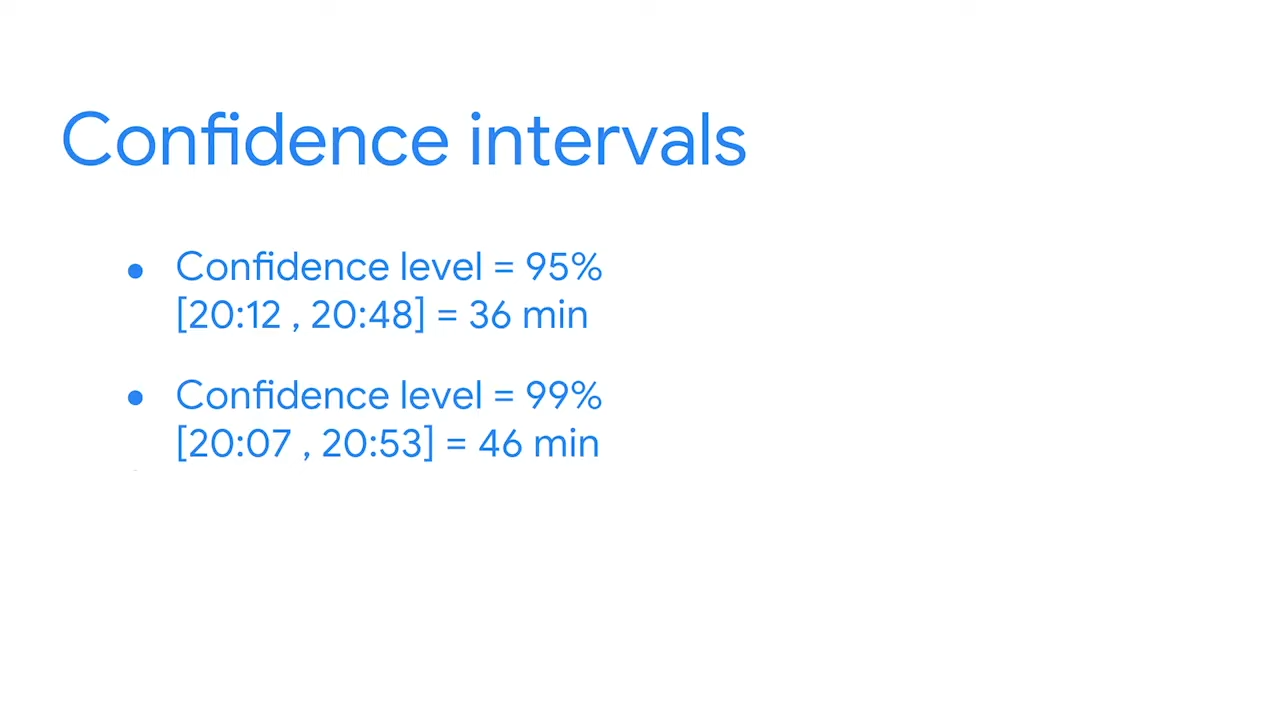 Confidence intervals
● Confidence level = 95%
[20:12 , 20:48] = 36 min
● Confidence level = 99%
[20:07 , 20:53] = 46 min